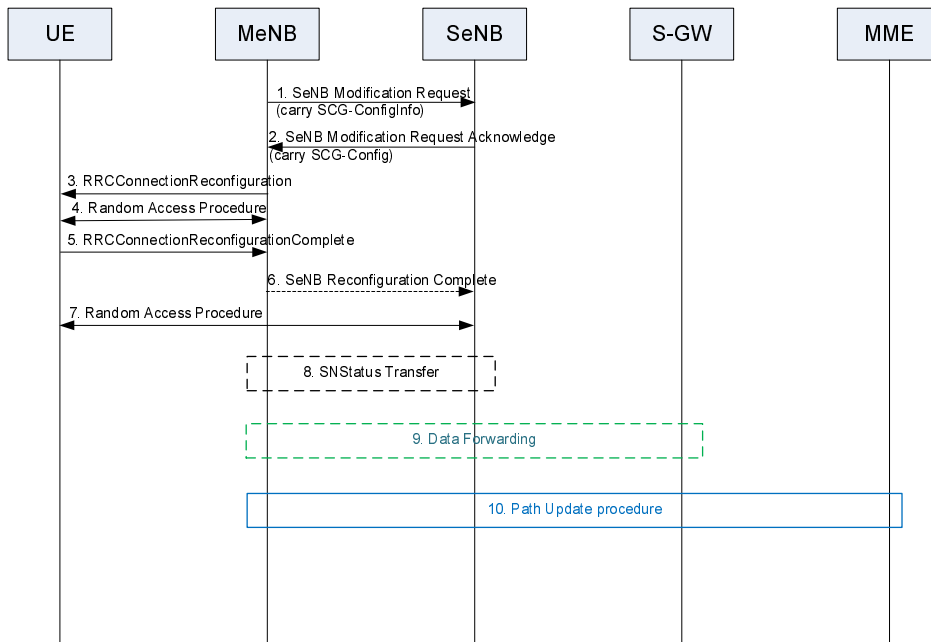 UE
MeNB
SeNB
S-GW
MME
1. SeNB Modification Request
(carry SCG-ConfigInfo)
2. SeNB Modification Request Acknowledge
(carry SCG-Config)
3. RRCConnectionReconfiguration
4. Random Access Procedure
5. RRCConnectionReconfigurationComplete
6. SeNB Reconfiguration Complete
7. Random Access Procedure
8. SNStatus Transfer
9. Data Forwarding
10. Path Update procedure